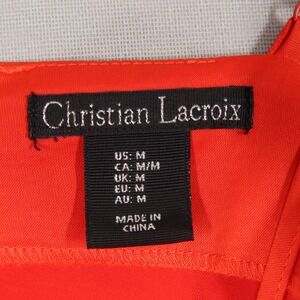 Christian Lacroix
US: M
CA: M/M
UK: M
EU: M
AU: M
MADE IN
CHINA